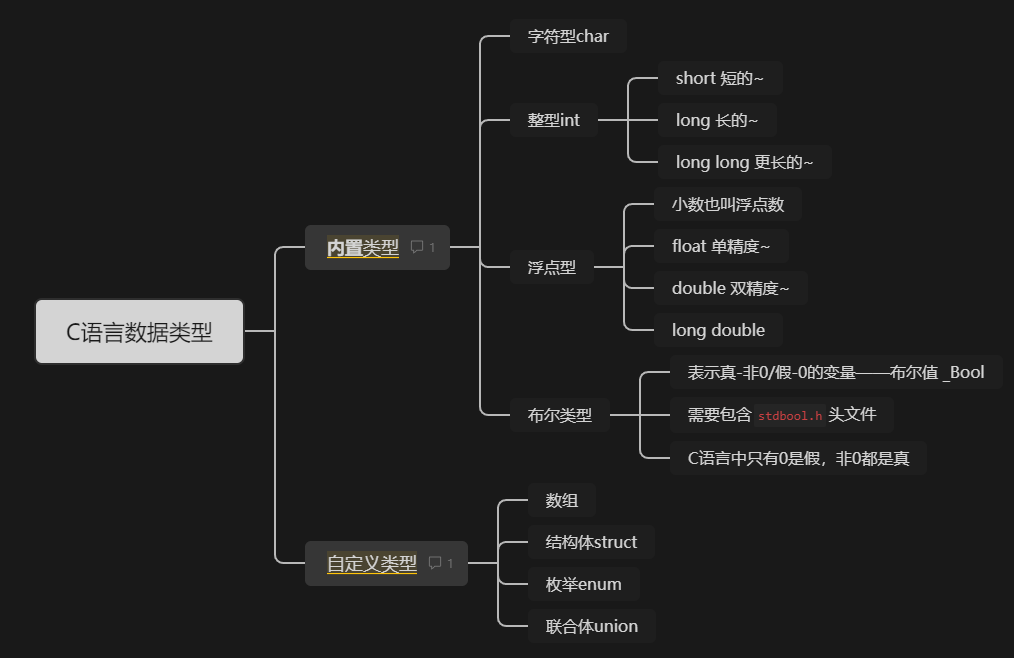 C语言数据类型
内置类型 1
字符型char
整型int
short 短的~
long 长的~
long long 更长的~
浮点型
小数也叫浮点数
float 单精度~
double 双精度~
long double
布尔类型
表示真-非0/假-0的变量——布尔值 _Bool
需要包含 stdbool.h 头文件
C语言中只有0是假，非0都是真
自定义类型 1
数组
结构体struct
枚举enum
联合体union